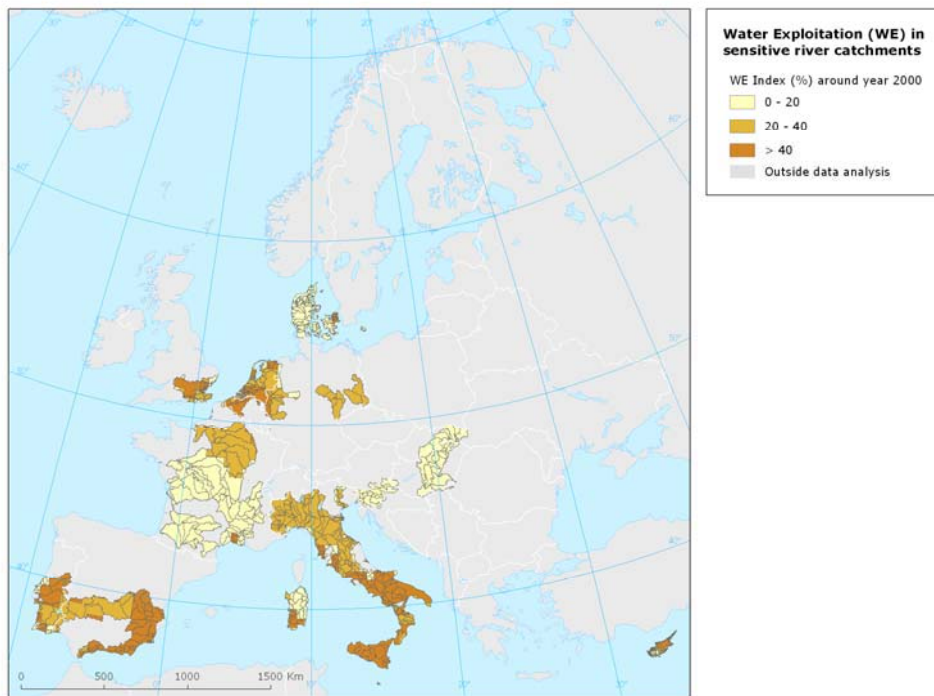 Water Exploitation (WE) in
sensitive river catchments
WE Index (%) around year 2000
0 - 20
20 - 40
> 40
Outside data analysis
0 500 1000 1500 Km